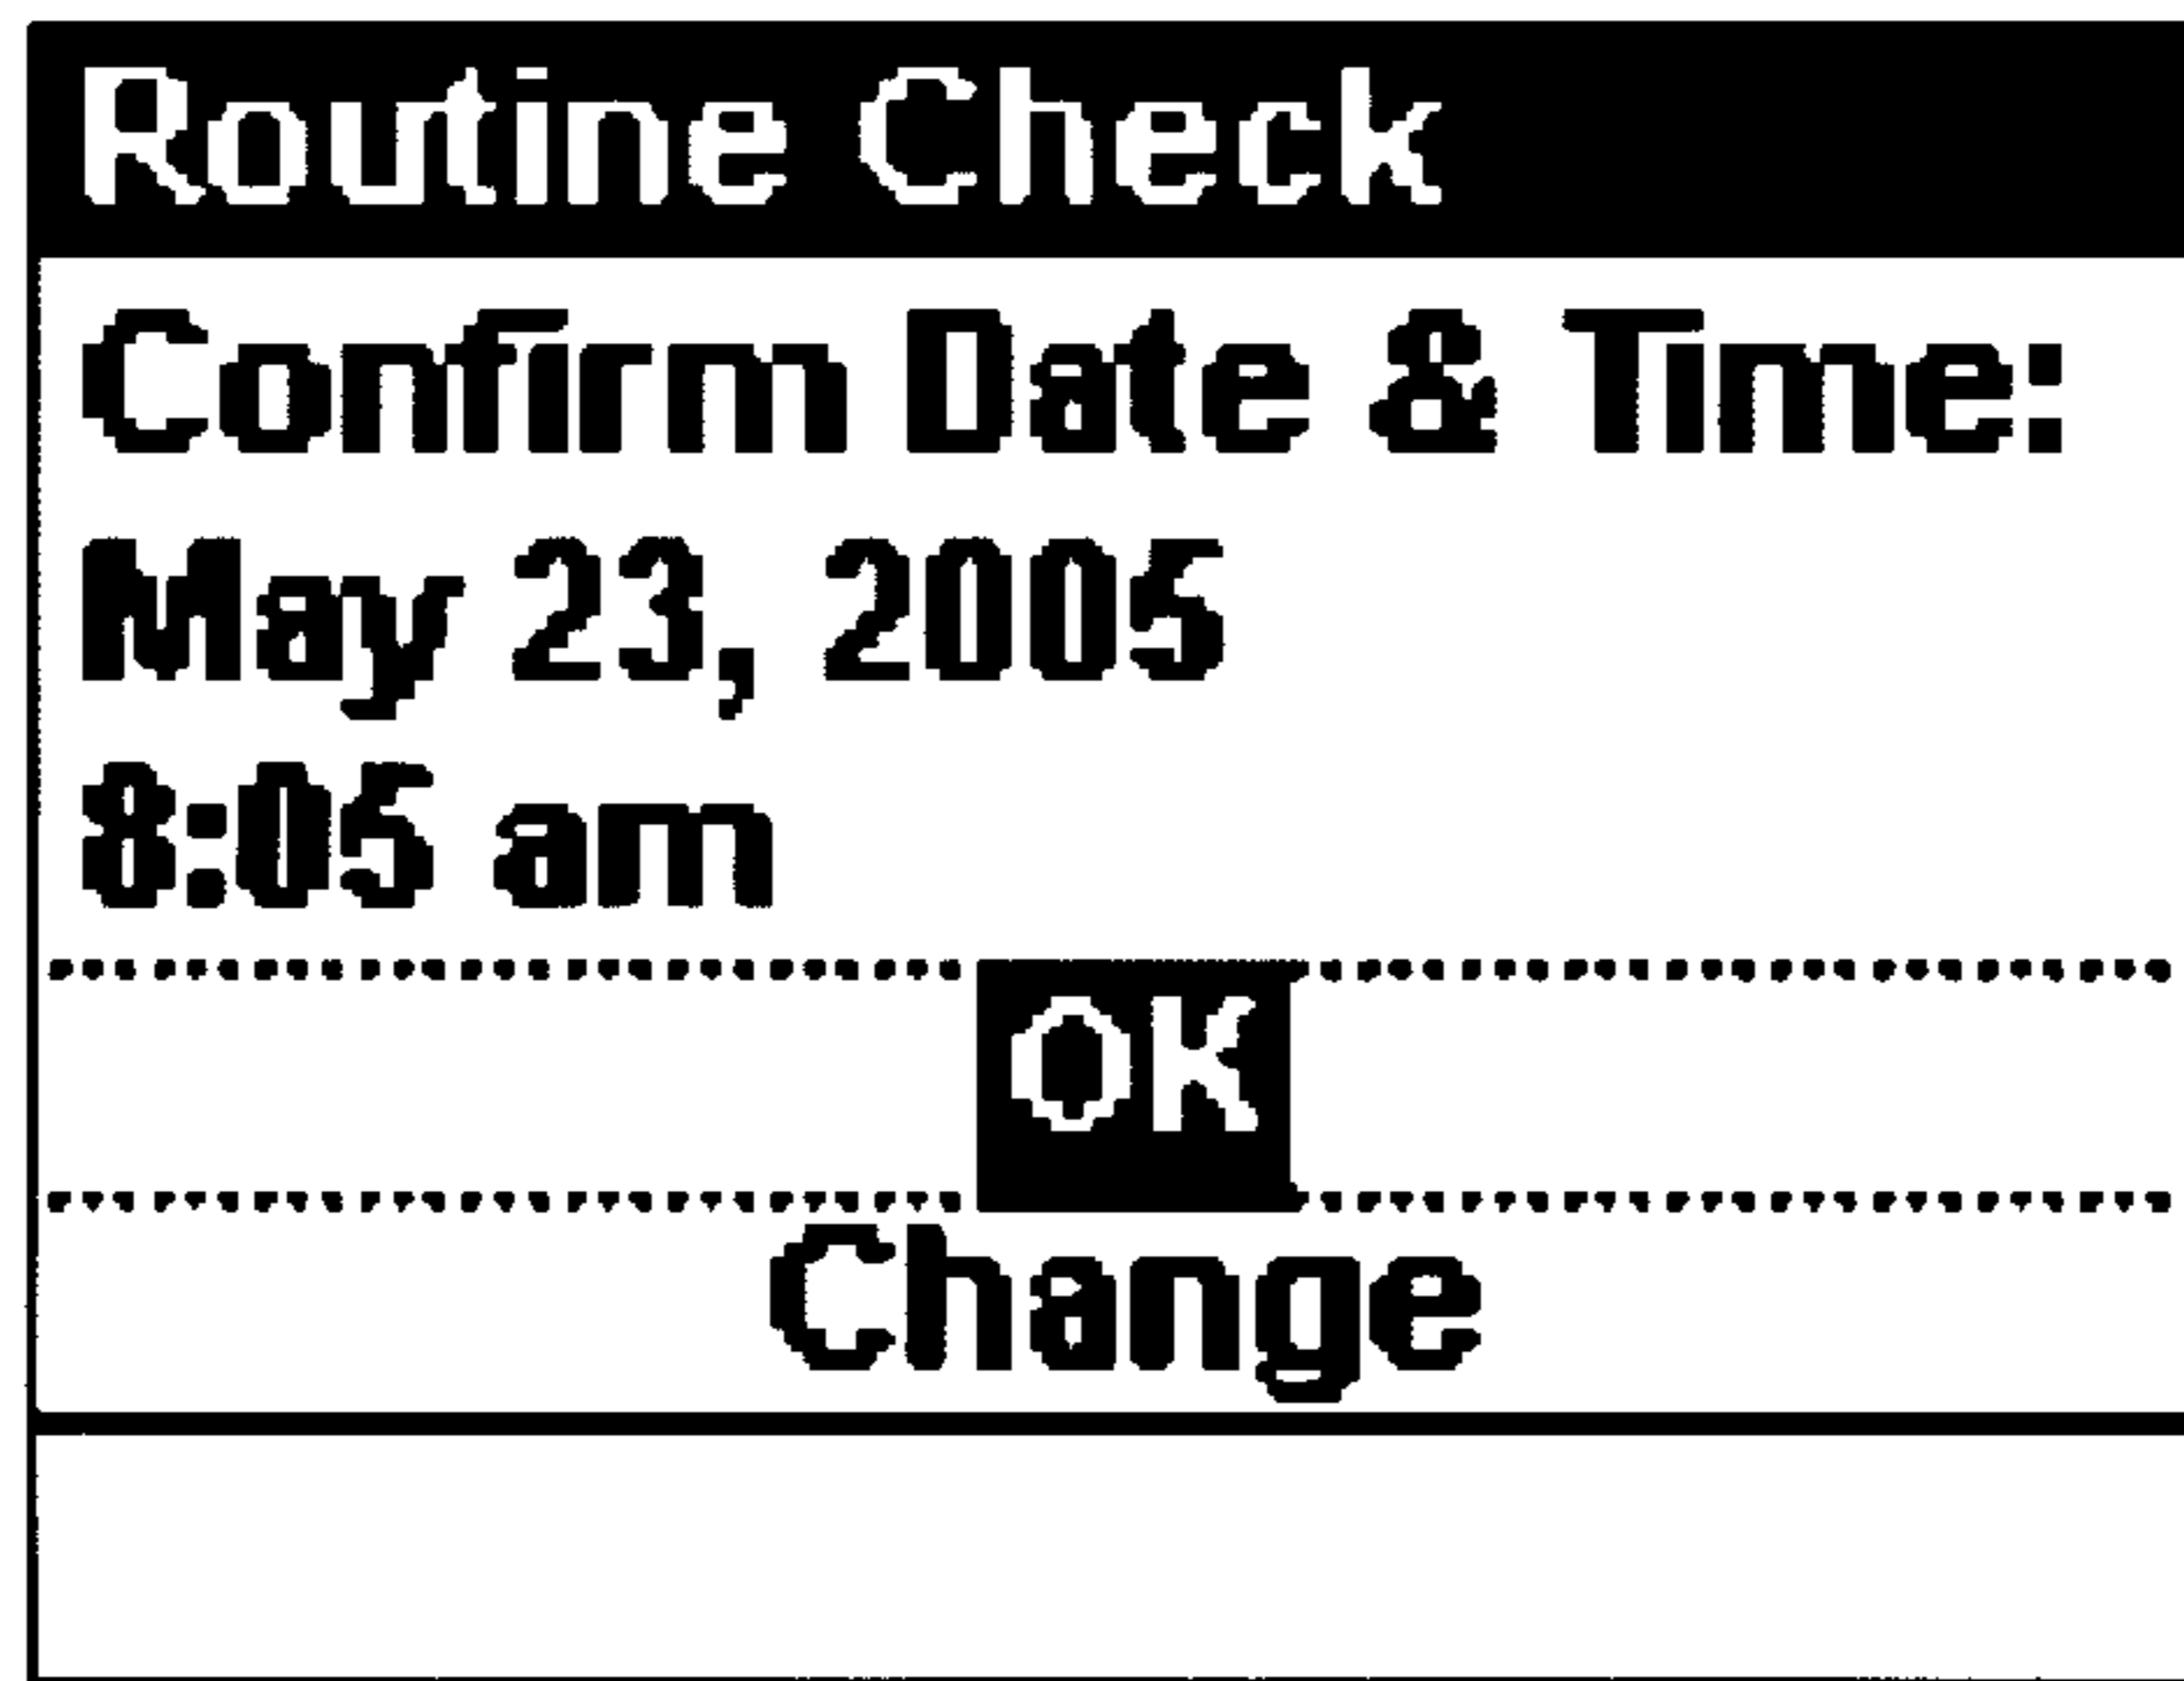 Routine Check
Confirm Date & Time:
May 23, 2005
8:05 am
OK
Change